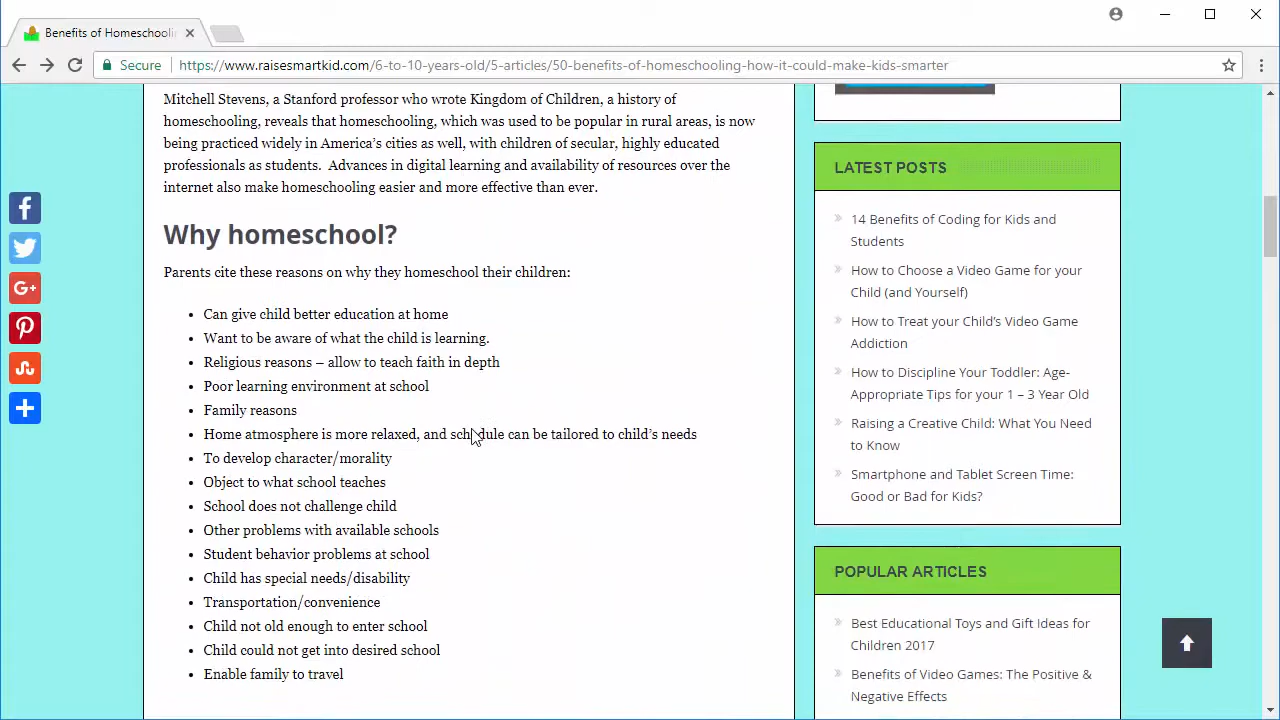 Benefits of Homeschoolin
Secure
https://www.raisesmartkid.com/6-to-10-years-old/5-articles/50-benefits-of-homeschooling-how-it-could-make-kids-smarter
Mitchell Stevens, a Stanford professor who wrote Kingdom of Children, a history of
homeschooling, reveals that homeschooling, which was used to be popular in rural areas, is now
being practiced widely in America's cities as well, with children of secular, highly educated
professionals as students.  Advances in digital learning and availability of resources over the
internet also make homeschooling easier and more effective than ever.
Why homeschool?
Parents cite these reasons on why they homeschool their children:
• Can give child better education at home
• Want to be aware of what the child is learning.
• Religious reasons – allow to teach faith in depth
• Poor learning environment at school
• Family reasons
• Home atmosphere is more relaxed, and schedule can be tailored to child's needs
• To develop character/morality
• Object to what school teaches
• School does not challenge child
• Other problems with available schools
• Student behavior problems at school
• Child has special needs/disability
• Transportation/convenience
• Child not old enough to enter school
• Child could not get into desired school
• Enable family to travel
LATEST POSTS
14 Benefits of Coding for Kids and
Students
How to Choose a Video Game for your
Child (and Yourself)
How to Treat your Child's Video Game
Addiction
How to Discipline Your Toddler: Age-
Appropriate Tips for your 1 – 3 Year Old
Raising a Creative Child: What You Need
to Know
Smartphone and Tablet Screen Time:
Good or Bad for Kids?
POPULAR ARTICLES
Best Educational Toys and Gift Ideas for
Children 2017
Benefits of Video Games: The Positive &
Negative Effects